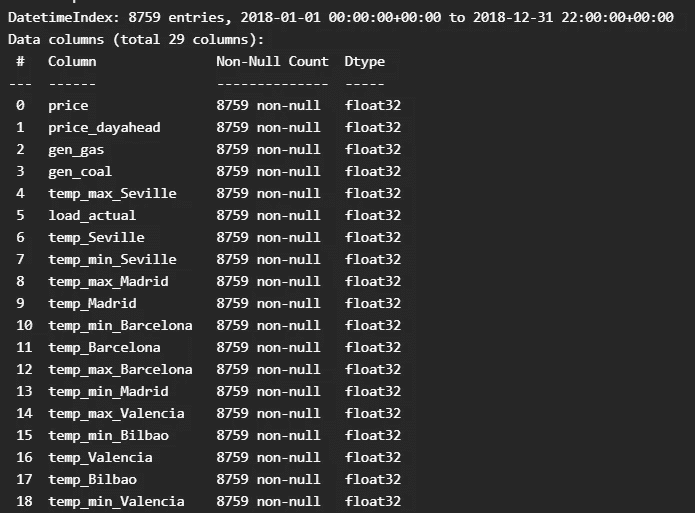 DatetimeIndex: 8759 entries, 2018-01-01 00:00:00+00:00 to 2018-12-31 22:00:00+00:00
Data columns (total 29 columns):
 #   Column              Non-Null Count  Dtype
---  ------              --------------  -----
 0   price               8759 non-null   float32
 1   price_dayahead      8759 non-null   float32
 2   gen_gas             8759 non-null   float32
 3   gen_coal            8759 non-null   float32
 4   temp_max_Seville    8759 non-null   float32
 5   load_actual         8759 non-null   float32
 6   temp_Seville        8759 non-null   float32
 7   temp_min_Seville    8759 non-null   float32
 8   temp_max_Madrid     8759 non-null   float32
 9   temp_Madrid         8759 non-null   float32
 10  temp_min_Barcelona  8759 non-null   float32
 11  temp_Barcelona      8759 non-null   float32
 12  temp_max_Barcelona  8759 non-null   float32
 13  temp_min_Madrid     8759 non-null   float32
 14  temp_max_Valencia   8759 non-null   float32
 15  temp_min_Bilbao     8759 non-null   float32
 16  temp_Valencia       8759 non-null   float32
 17  temp_Bilbao         8759 non-null   float32
 18  temp_min_Valencia   8759 non-null   float32